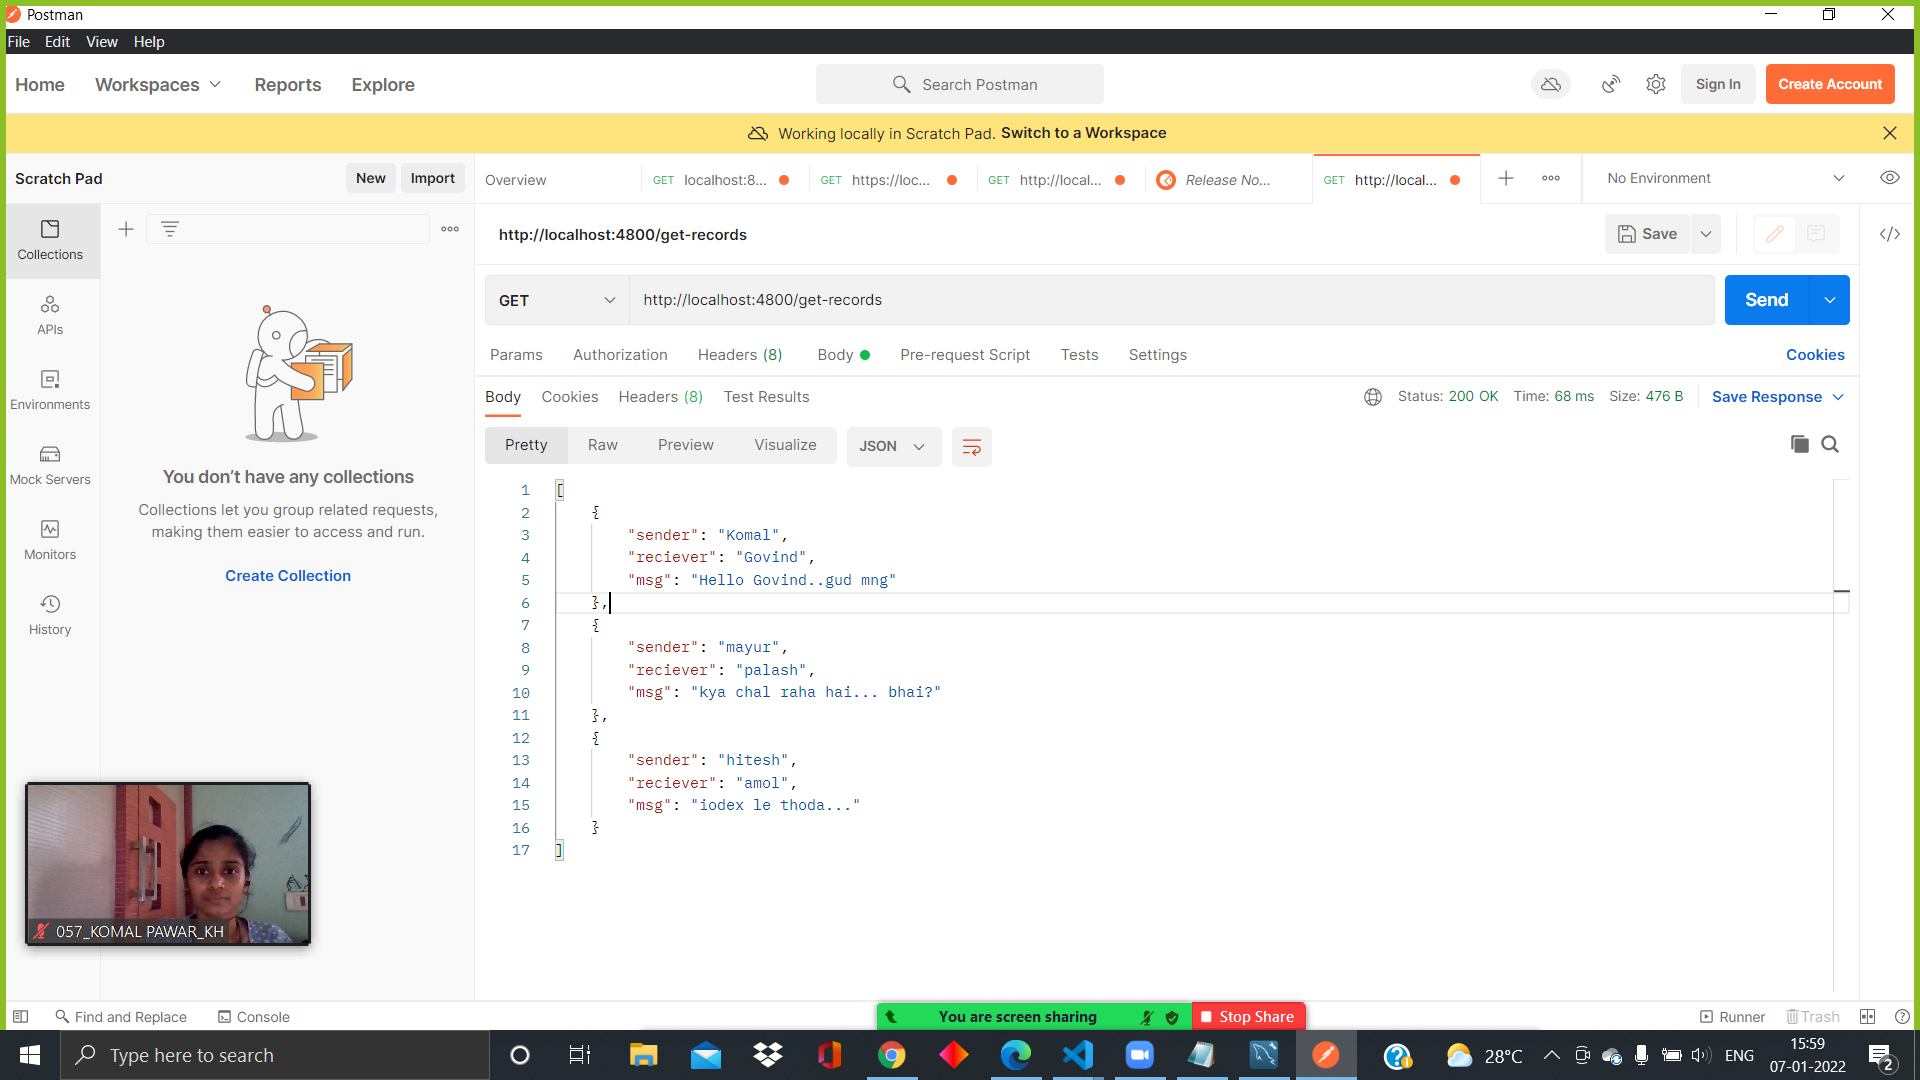 Postman
File Edit View Help
Home Workspaces Reports Explore Search Postman Sign In Create Account
Working locally in Scratch Pad. Switch to a Workspace
Scratch Pad New Import Overview GET localhost:8... GET https://loc... GET http://local... Release No... GET http://local... No Environment
Collections
APIs
Environments
Mock Servers
Monitors
History
You don't have any collections
Collections let you group related requests,
making them easier to access and run.
Create Collection
http://localhost:4800/get-records Save
GET http://localhost:4800/get-records Send
Params Authorization Headers (8) Body Pre-request Script Tests Settings Cookies
Body Cookies Headers (8) Test Results Status: 200 OK Time: 68 ms Size: 476 B Save Response
Pretty Raw Preview Visualize JSON
1 [
2 {
3 "sender": "Komal",
4 "reciever": "Govind",
5 "msg": "Hello Govind..gud mng"
6 },
7 {
8 "sender": "mayur",
9 "reciever": "palash",
10 "msg": "kya chal raha hai... bhai?"
11 },
12 {
13 "sender": "hitesh",
14 "reciever": "amol",
15 "msg": "iodex le thoda..."
16 }
17 ]
057_KOMAL PAWAR_KH
Find and Replace Console You are screen sharing Stop Share Runner Trash
Type here to search 28°C ENG 15:59
07-01-2022 2